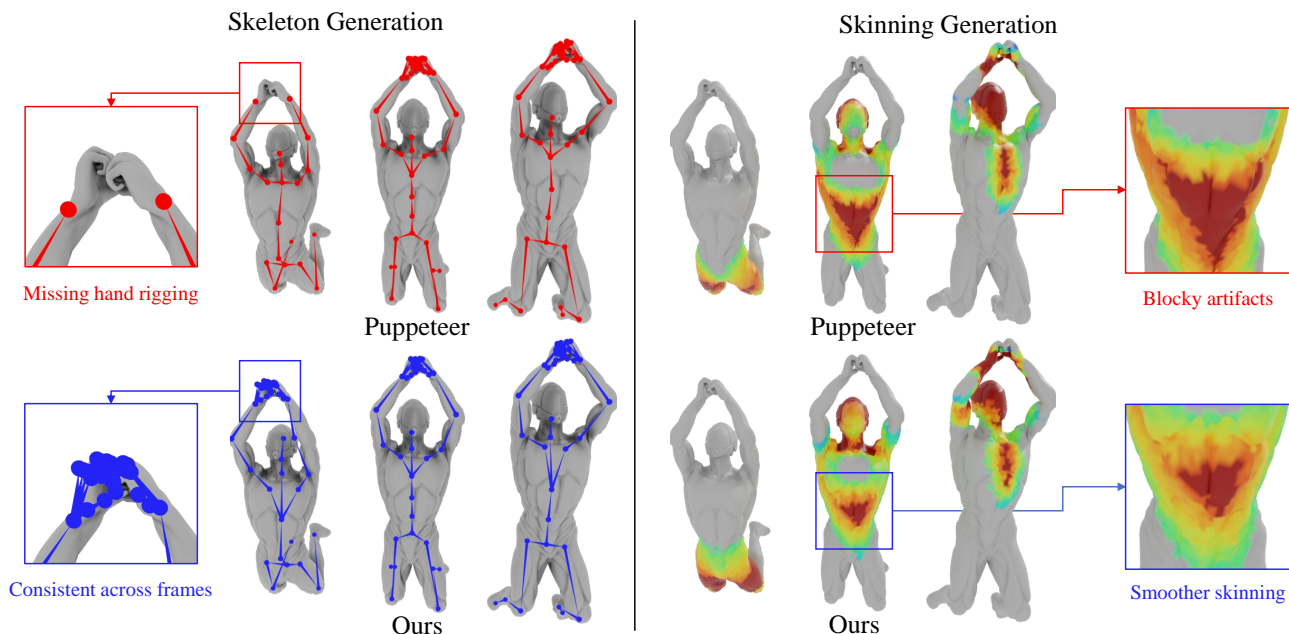 Skeleton Generation
Skinning Generation
Missing hand rigging
Puppeteer
Puppeteer
Blocky artifacts
Consistent across frames
Ours
Ours
Smoother skinning